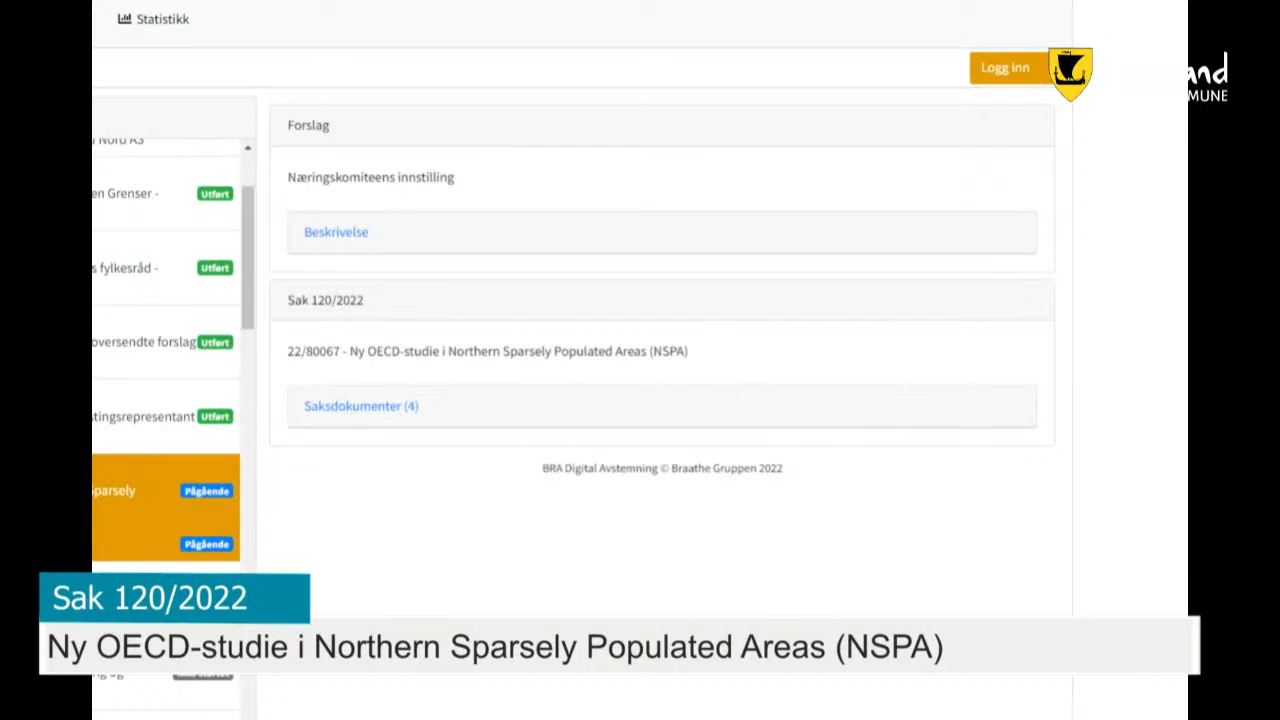 Statistikk
Logg inn
and
MUNE
Forslag
Nord AS
Næringskomiteens innstilling
en Grenser - Utført
Beskrivelse
s fylkesråd - Utført
Sak 120/2022
oversendte forslag Utført
22/80067 - Ny OECD-studie i Northern Sparsely Populated Areas (NSPA)
Saksdokumenter (4)
tingsrepresentant Utført
BRA Digital Avstemning © Braathe Gruppen 2022
Sparsely Pågående
Pågående
Sak 120/2022
Ny OECD-studie i Northern Sparsely Populated Areas (NSPA)